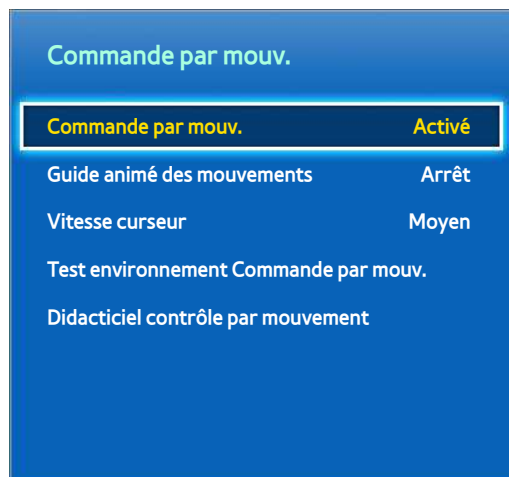 Commande par mouv.
Commande par mouv. Activé
Guide animé des mouvements Arrêt
Vitesse curseur Moyen
Test environnement Commande par mouv.
Didacticiel contrôle par mouvement